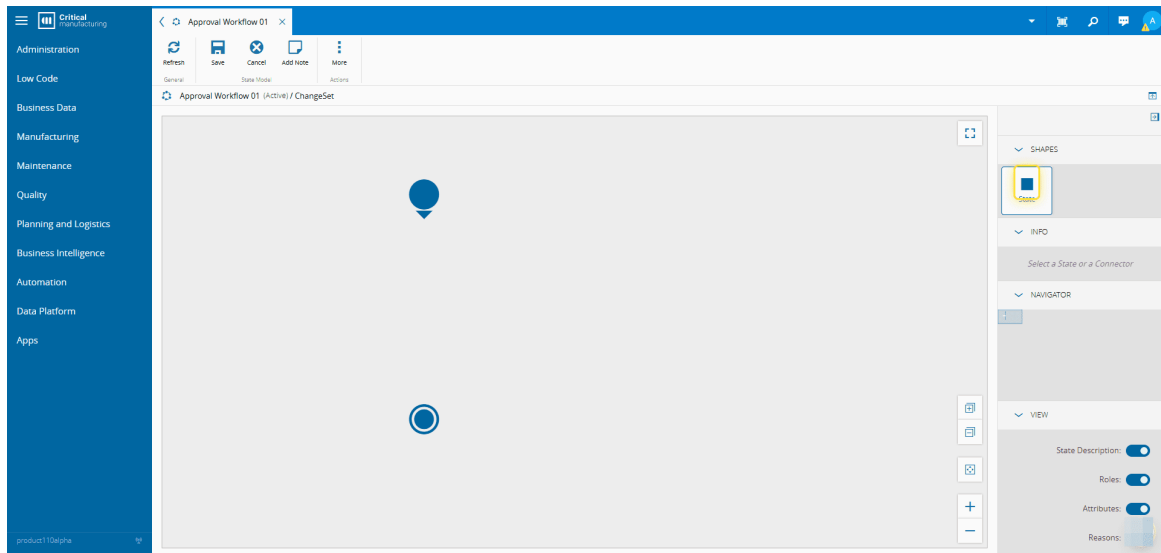 Critical
manufacturing
Approval Workflow 01
A
Administration
Low Code
Business Data
Manufacturing
Maintenance
Quality
Planning and Logistics
Business Intelligence
Automation
Data Platform
Apps
product110alpha
Refresh
Save
Cancel
Add Note
More
General
State Model
Actions
Approval Workflow 01 (Active) / ChangeSet
SHAPES
State
INFO
Select a State or a Connector
NAVIGATOR
VIEW
State Description:
Roles:
Attributes:
Reasons: